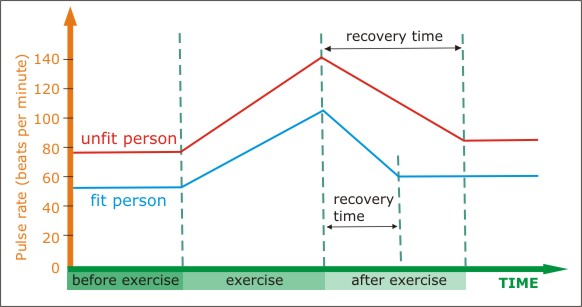 recovery time
140
120
100
80
60
40
20
0
Pulse rate (beats per minute)
unfit person
fit person
recovery
time
before exercise
exercise
after exercise
TIME